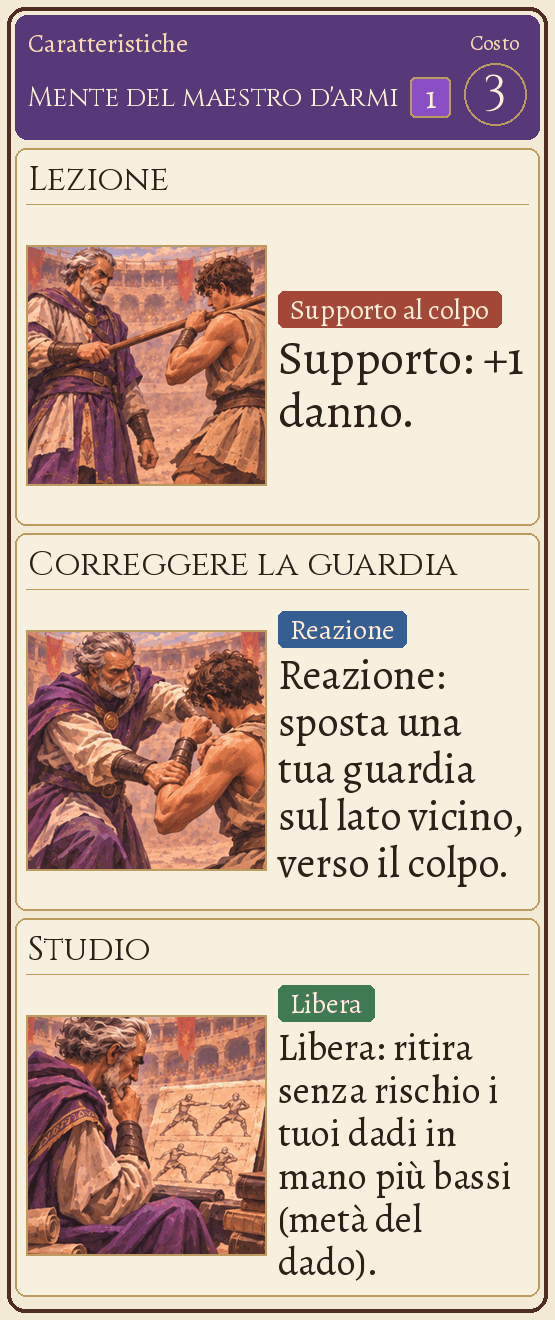 Caratteristiche
Costo
Mente del maestro d'armi 1 3
Lezione
Supporto al colpo
Supporto: +1
danno.
Correggere la guardia
Reazione
Reazione:
sposta una
tua guardia
sul lato vicino,
verso il colpo.
Studio
Libera
Libera: ritira
senza rischio i
tuoi dadi in
mano più bassi
(metà del
dado).